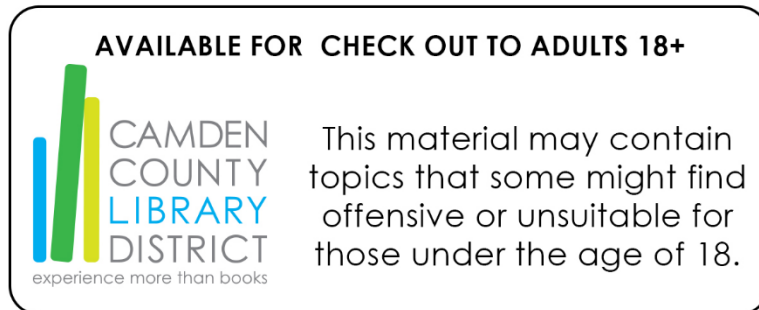 AVAILABLE FOR CHECK OUT TO ADULTS 18+
CAMDEN
COUNTY
LIBRARY
DISTRICT
experience more than books
This material may contain
topics that some might find
offensive or unsuitable for
those under the age of 18.